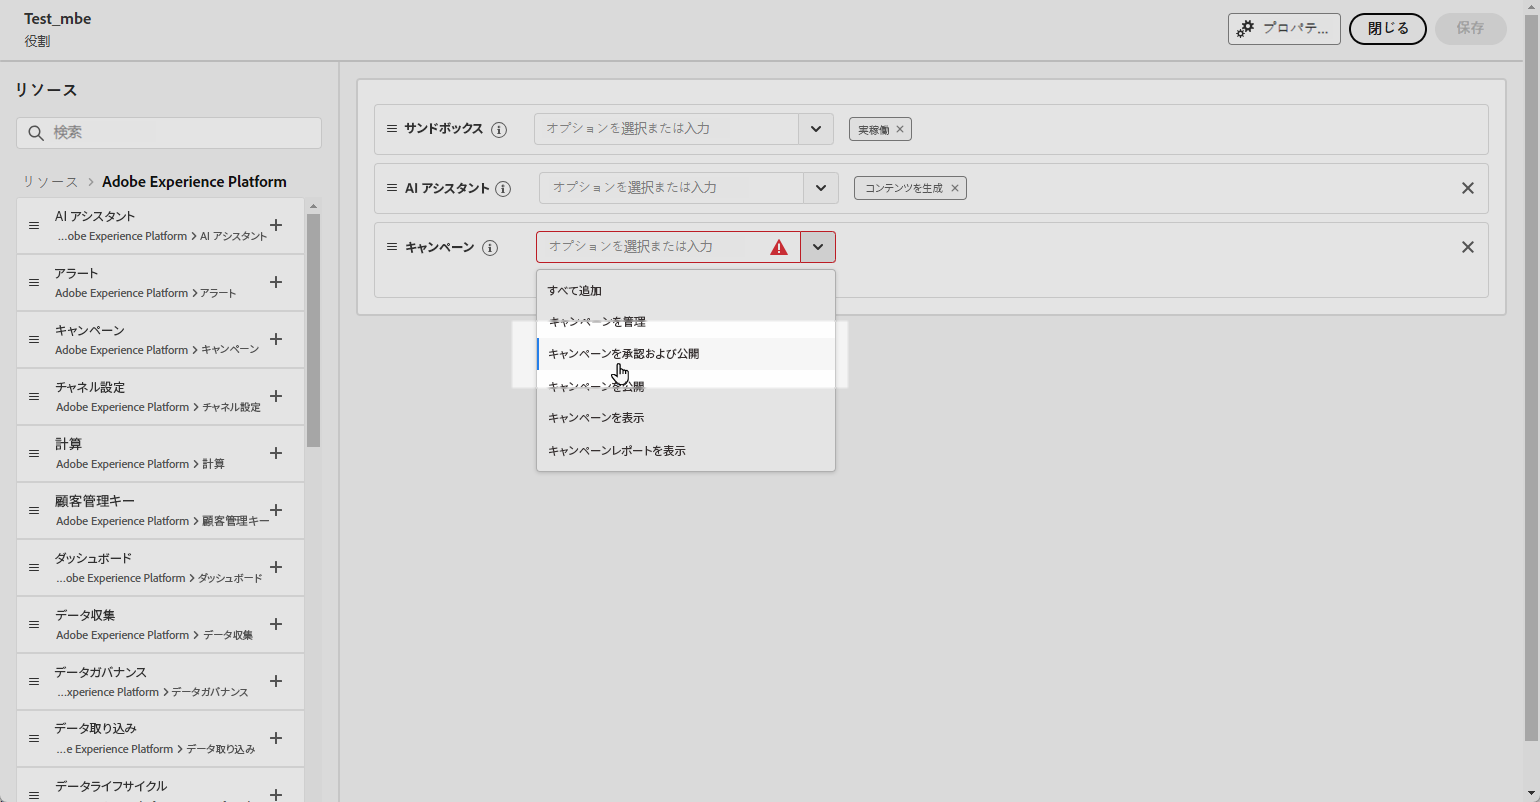 Test_mbe
役割
プロパテ...
閉じる
保存
リソース
検索
リソース > Adobe Experience Platform
AI アシスタント
...obe Experience Platform > AI アシスタント
アラート
Adobe Experience Platform > アラート
キャンペーン
Adobe Experience Platform > キャンペーン
チャネル設定
Adobe Experience Platform > チャネル設定
計算
Adobe Experience Platform > 計算
顧客管理キー
Adobe Experience Platform > 顧客管理キー
ダッシュボード
...obe Experience Platform > ダッシュボード
データ収集
Adobe Experience Platform > データ収集
データガバナンス
...xperience Platform > データガバナンス
データ取り込み
...e Experience Platform > データ取り込み
データライフサイクル
サンドボックス
オプションを選択または入力
実稼働
AI アシスタント
オプションを選択または入力
コンテンツを生成
キャンペーン
オプションを選択または入力
すべて追加
キャンペーンを管理
キャンペーンを承認および公開
キャンペーンを公開
キャンペーンを表示
キャンペーンレポートを表示